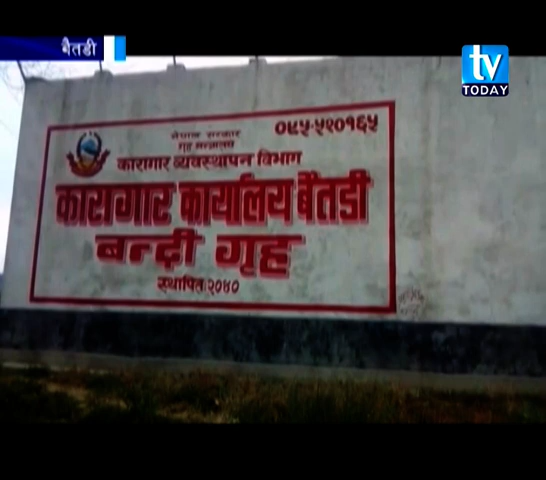 बैतडी
tv
TODAY
०९५-५२०१६५
नेपाल सरकार
गृह मन्त्रालय
कारागार व्यवस्थापन विभाग
कारागार कार्यालय बैतडी
बन्दी गृह
स्थापित २०४०